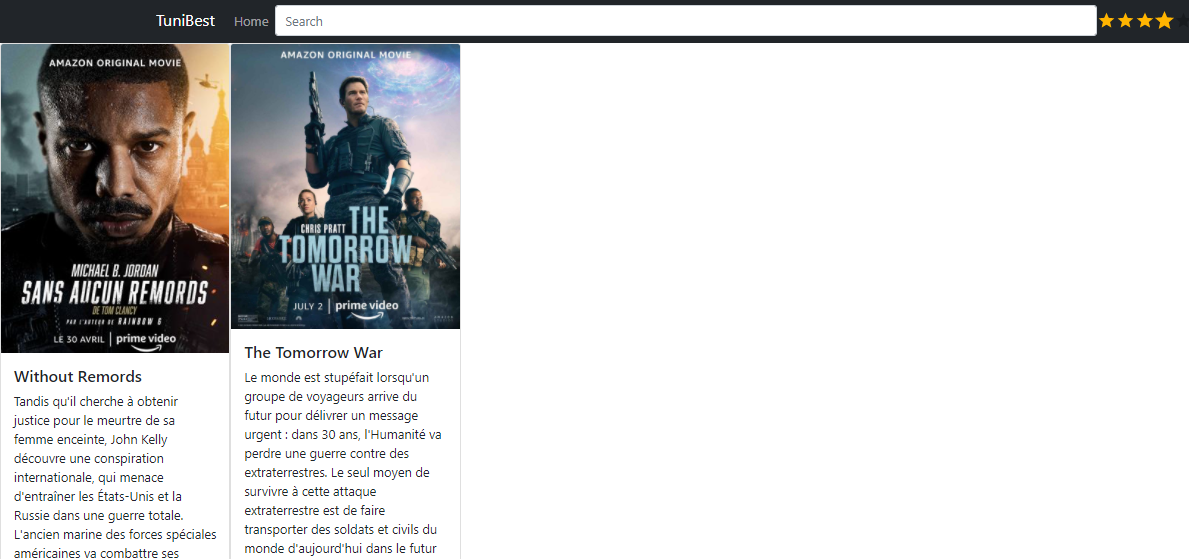 TuniBest
Home
Search
AMAZON ORIGINAL MOVIE
MICHAEL B. JORDAN
SANS AUCUN REMORDS
DE TOM CLANCY
PAR L'AUTEUR DE RAINBOW 6
LE 30 AVRIL | prime video
Without Remords
Tandis qu'il cherche à obtenir
justice pour le meurtre de sa
femme enceinte, John Kelly
découvre une conspiration
internationale, qui menace
d'entraîner les États-Unis et la
Russie dans une guerre totale.
L'ancien marine des forces spéciales
américaines va combattre ses
AMAZON ORIGINAL MOVIE
CHRIS PRATT
THE
TOMORROW
WAR
JULY 2 | prime video
The Tomorrow War
Le monde est stupéfait lorsqu'un
groupe de voyageurs arrive du
futur pour délivrer un message
urgent : dans 30 ans, l'Humanité va
perdre une guerre contre des
extraterrestres. Le seul moyen de
survivre à cette attaque
extraterrestre est de faire
transporter des soldats et civils du
monde d'aujourd'hui dans le futur